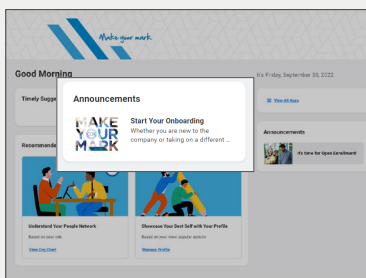 Make your mark.
Good Morning
It's Friday, September 30, 2022
Timely Sugge
Announcements
MAKE
YOUR
MARK
Start Your Onboarding
Whether you are new to the
company or taking on a different ...
View All Apps
Announcements
It's time for Open Enrollment!
Recommende
Understand Your People Network
Based on your role
View Org Chart
Showcase Your Best Self with Your Profile
Based on your most popular actions
Manage Profile